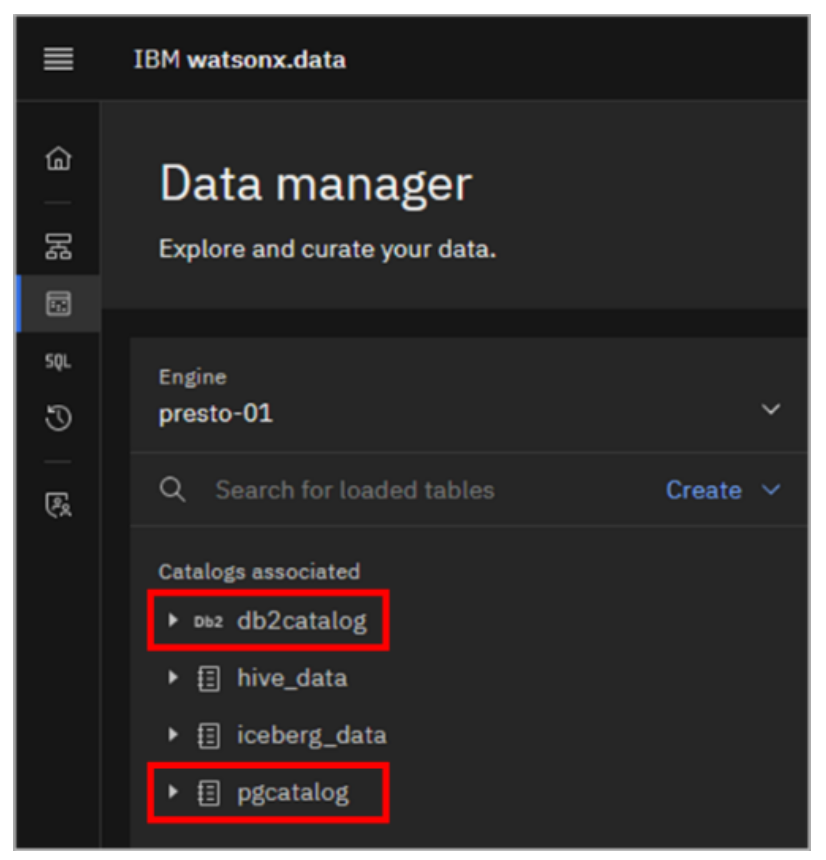 IBM watsonx.data
Data manager
Explore and curate your data.
SQL
Engine
presto-01
Search for loaded tables
Create
Catalogs associated
Db2 db2catalog
hive_data
iceberg_data
pgcatalog